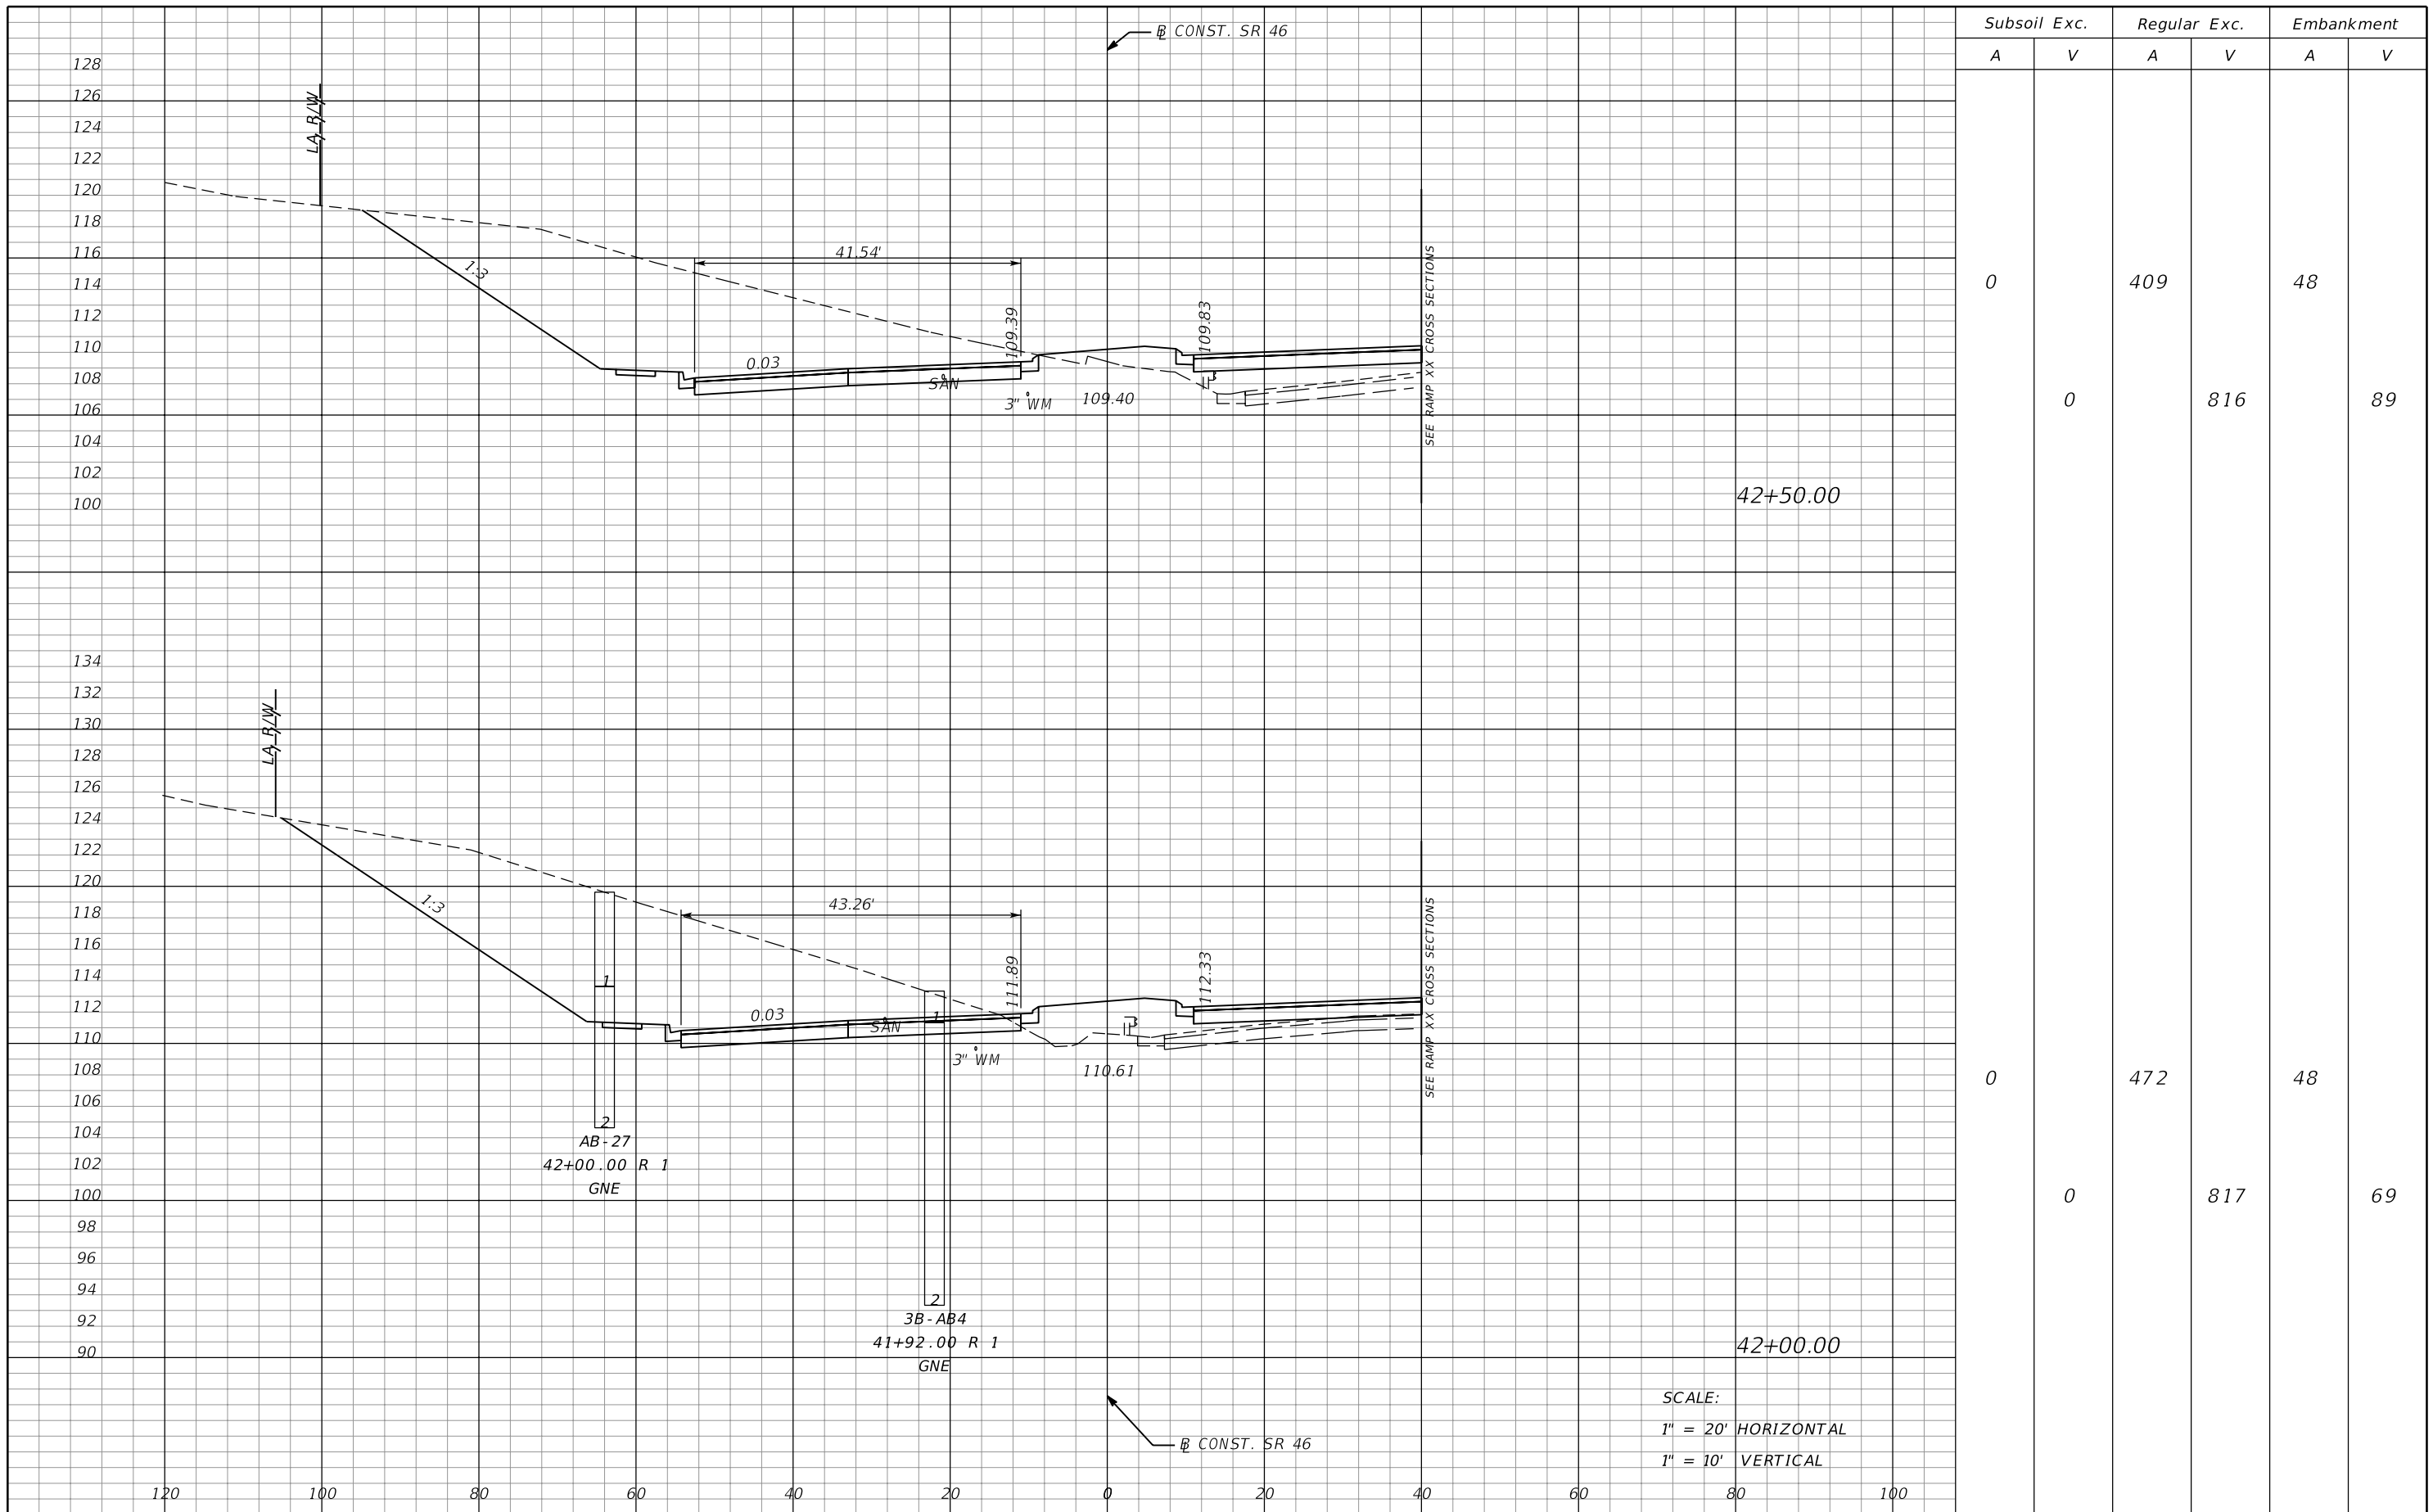 Subsoil Exc. Regular Exc. Embankment
A V A V A V
℄ CONST. SR 46
128
126
124
122
120
118
116
114
112
110
108
106
104
102
100
LA R/W
1:3
41.54'
0.03
109.39
109.83
SAN
3" WM
109.40
SEE RAMP XX CROSS SECTIONS
42+50.00
0 409 48
0 816 89
134
132
130
128
126
124
122
120
118
116
114
112
110
108
106
104
102
100
98
96
94
92
90
LA R/W
1:3
43.26'
0.03
111.89
112.33
SAN
3" WM
110.61
SEE RAMP XX CROSS SECTIONS
1
2
AB-27
42+00.00 R 1
GNE
1
2
3B-AB4
41+92.00 R 1
GNE
42+00.00
0 472 48
0 817 69
℄ CONST. SR 46
SCALE:
1" = 20' HORIZONTAL
1" = 10' VERTICAL
120 100 80 60 40 20 0 20 40 60 80 100